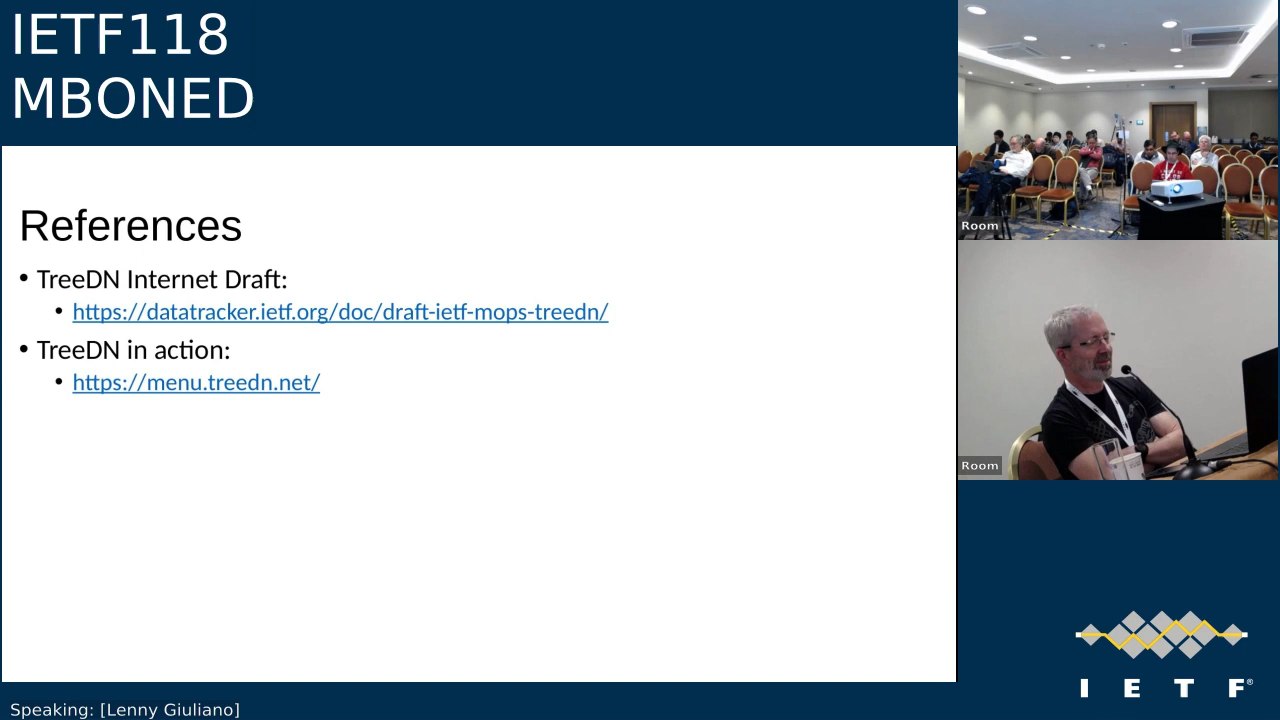 IETF118
MBONED
References
• TreeDN Internet Draft:
• https://datatracker.ietf.org/doc/draft-ietf-mops-treedn/
• TreeDN in action:
• https://menu.treedn.net/
Room
Room
I E T F®
Speaking: [Lenny Giuliano]